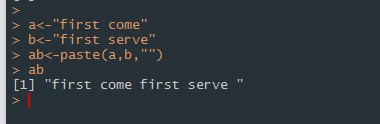 >
> a<-"first come"
> b<-"first serve"
> ab<-paste(a,b,"")
> ab
[1] "first come first serve "
>